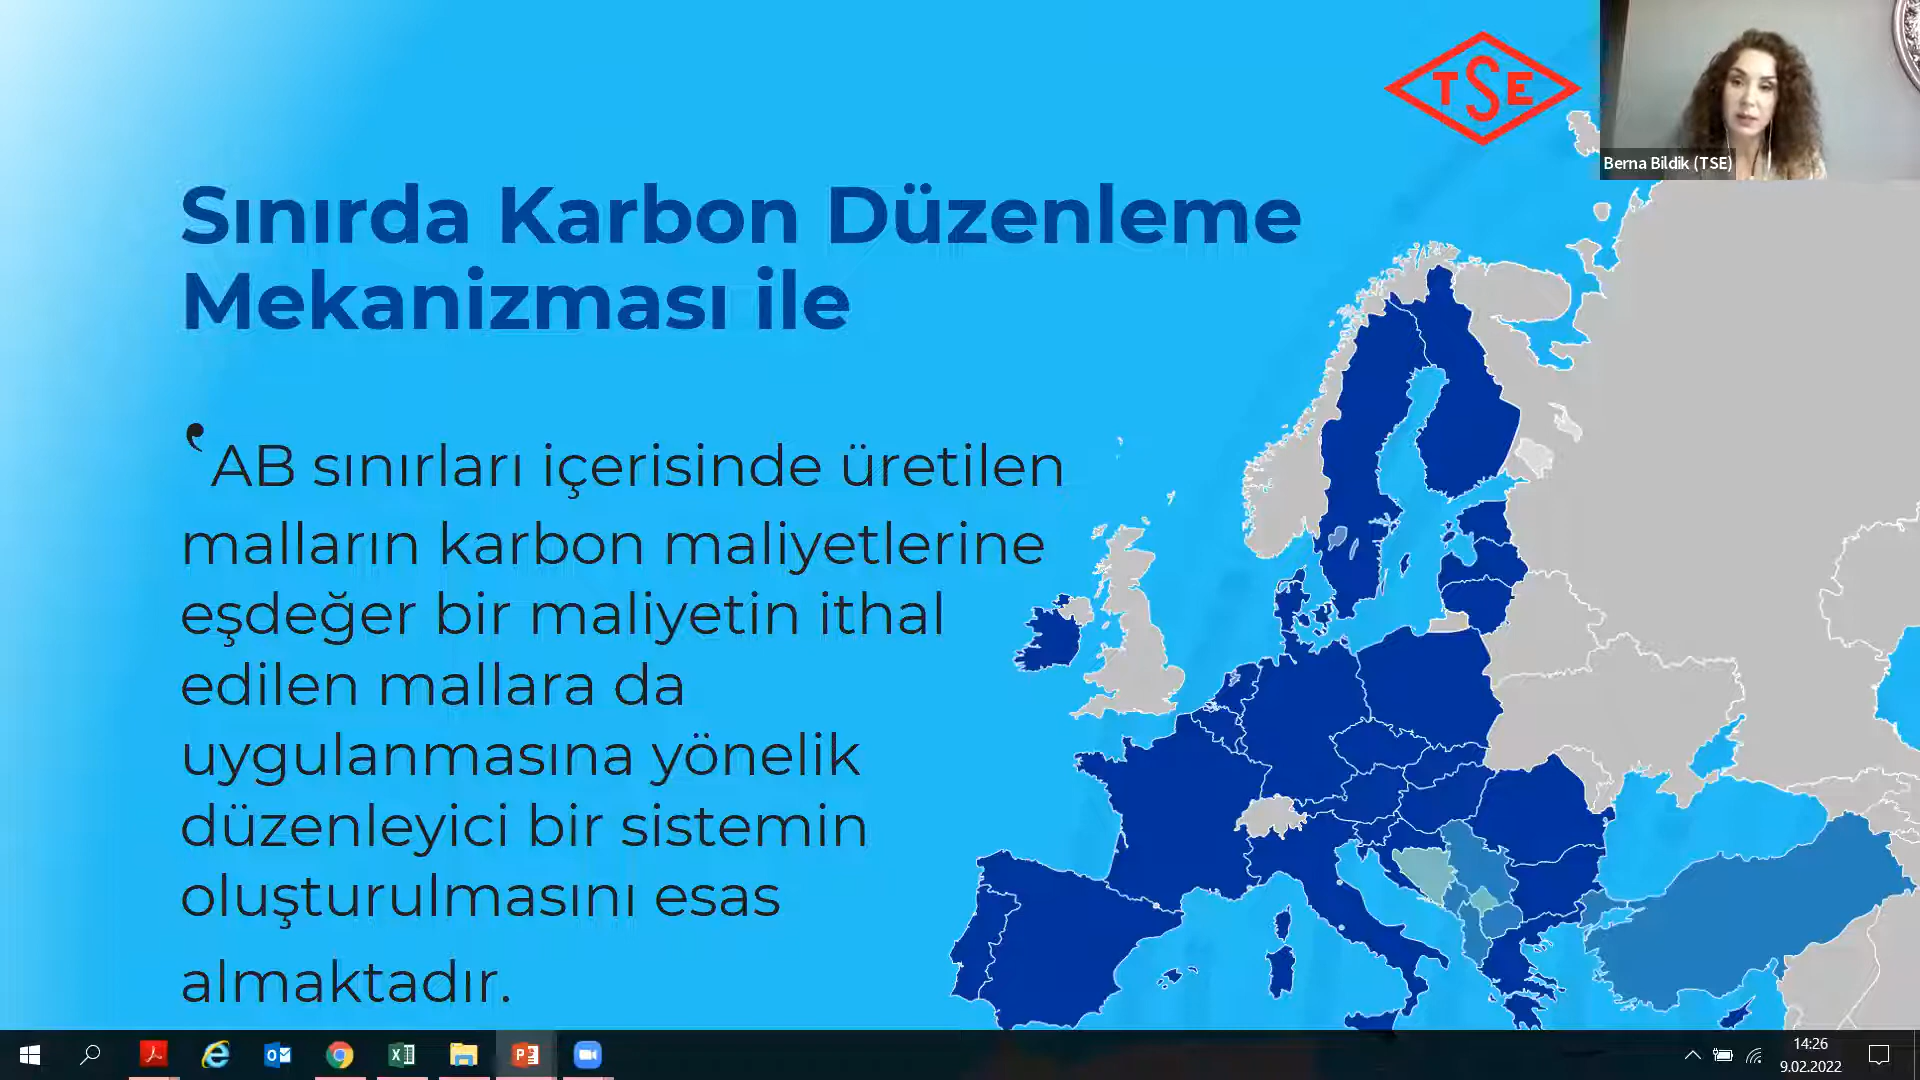 TSE
Berna Bildik (TSE)
Sınırda Karbon Düzenleme
Mekanizması ile
‘AB sınırları içerisinde üretilen
malların karbon maliyetlerine
eşdeğer bir maliyetin ithal
edilen mallara da
uygulanmasına yönelik
düzenleyici bir sistemin
oluşturulmasını esas
almaktadır.
14:26
9.02.2022